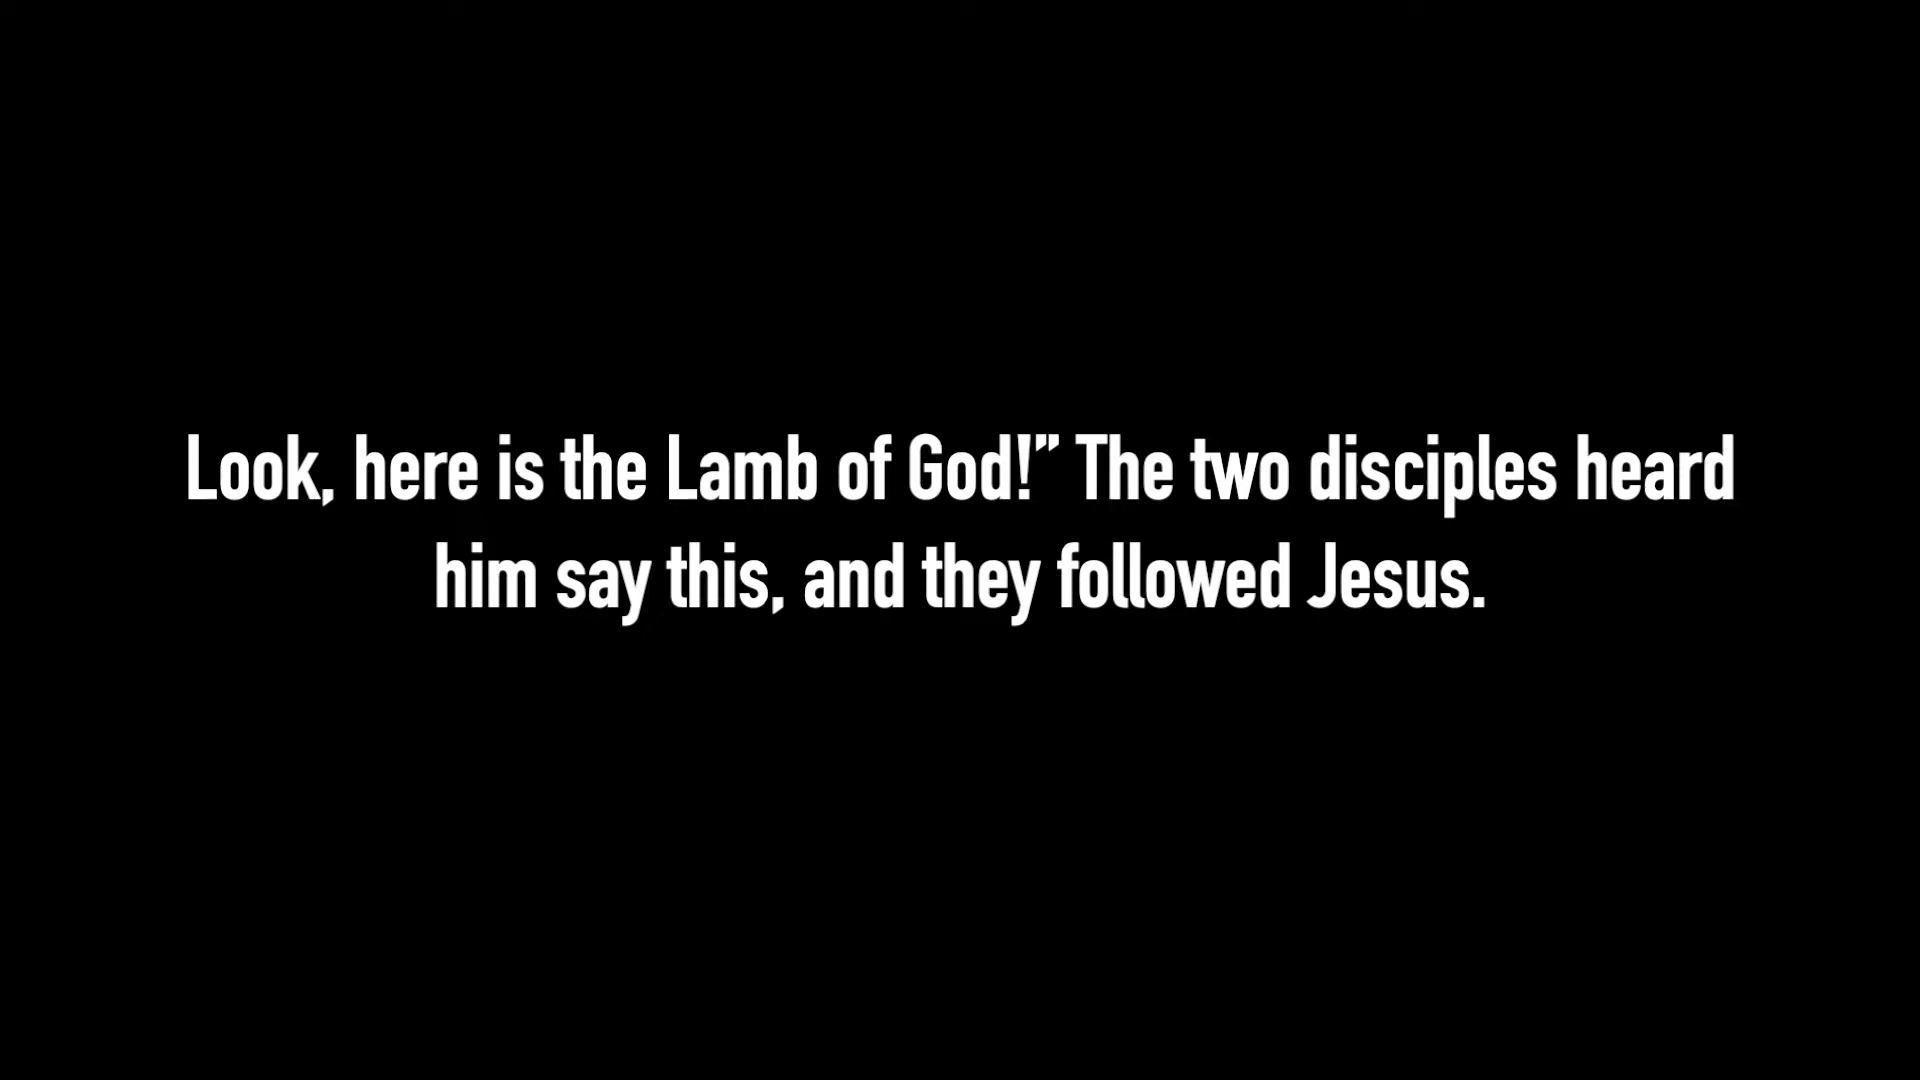 Look, here is the Lamb of God!” The two disciples heard
him say this, and they followed Jesus.